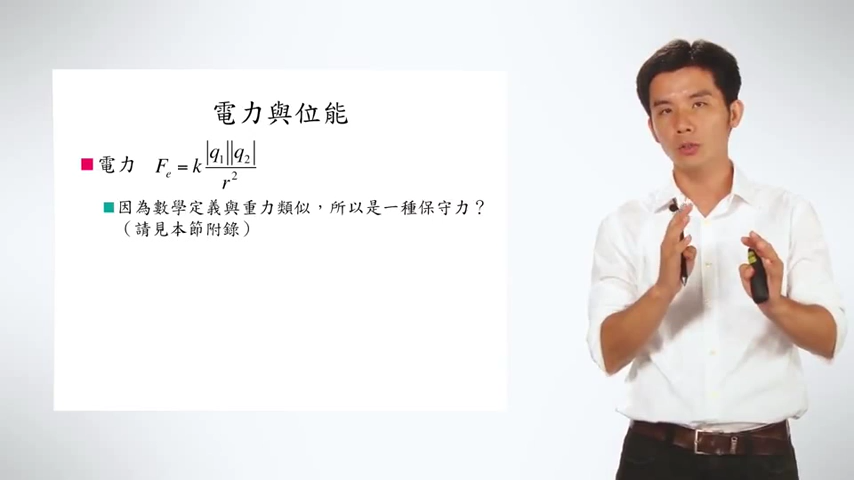 電力與位能
■電力 F_e = k |q_1||q_2| / r^2
■因為數學定義與重力類似，所以是一種保守力？
（請見本節附錄）